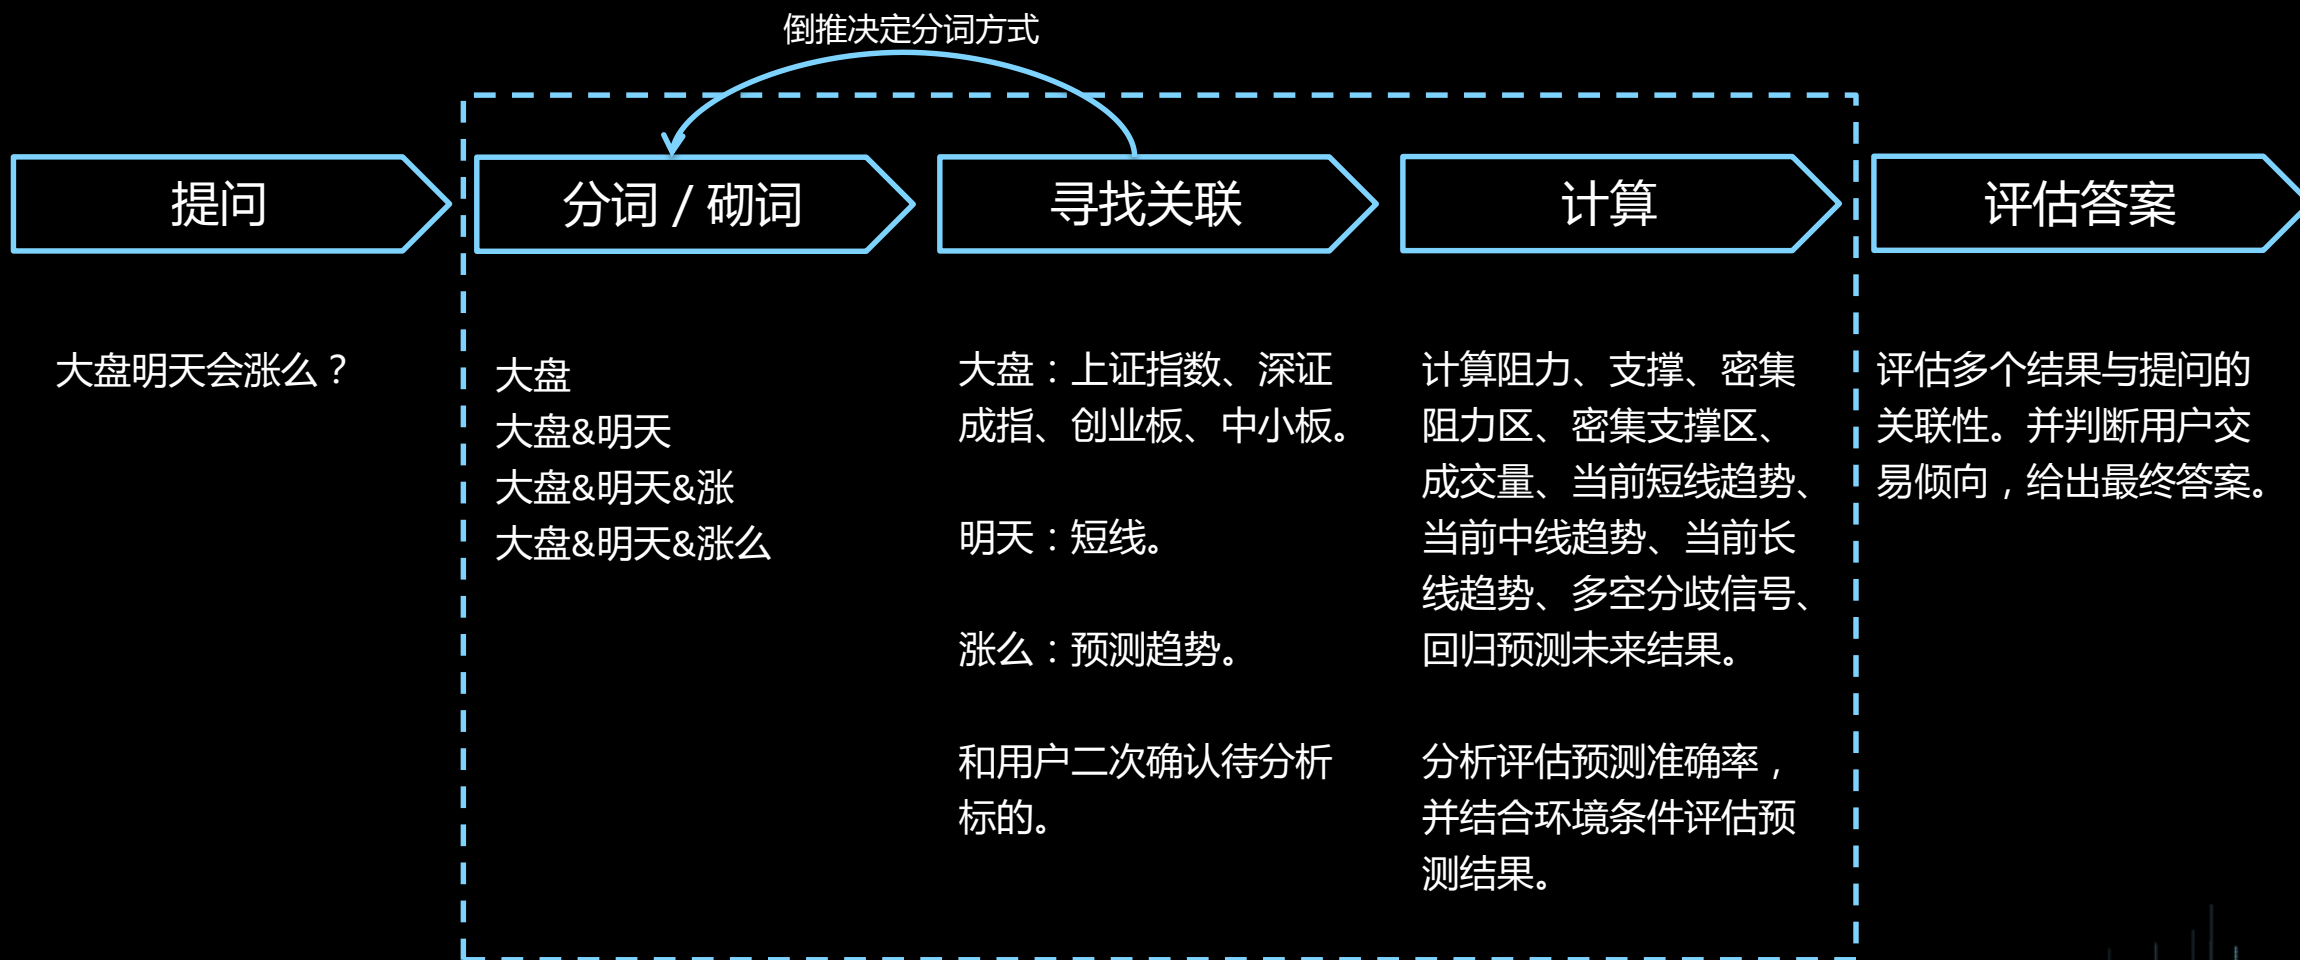 倒推决定分词方式
提问
分词 / 砌词
寻找关联
计算
评估答案
大盘明天会涨么？
大盘
大盘&明天
大盘&明天&涨
大盘&明天&涨么
大盘：上证指数、深证
成指、创业板、中小板。
明天：短线。
涨么：预测趋势。
和用户二次确认待分析
标的。
计算阻力、支撑、密集
阻力区、密集支撑区、
成交量、当前短线趋势、
当前中线趋势、当前长
线趋势、多空分歧信号、
回归预测未来结果。
分析评估预测准确率，
并结合环境条件评估预
测结果。
评估多个结果与提问的
关联性。并判断用户交
易倾向，给出最终答案。